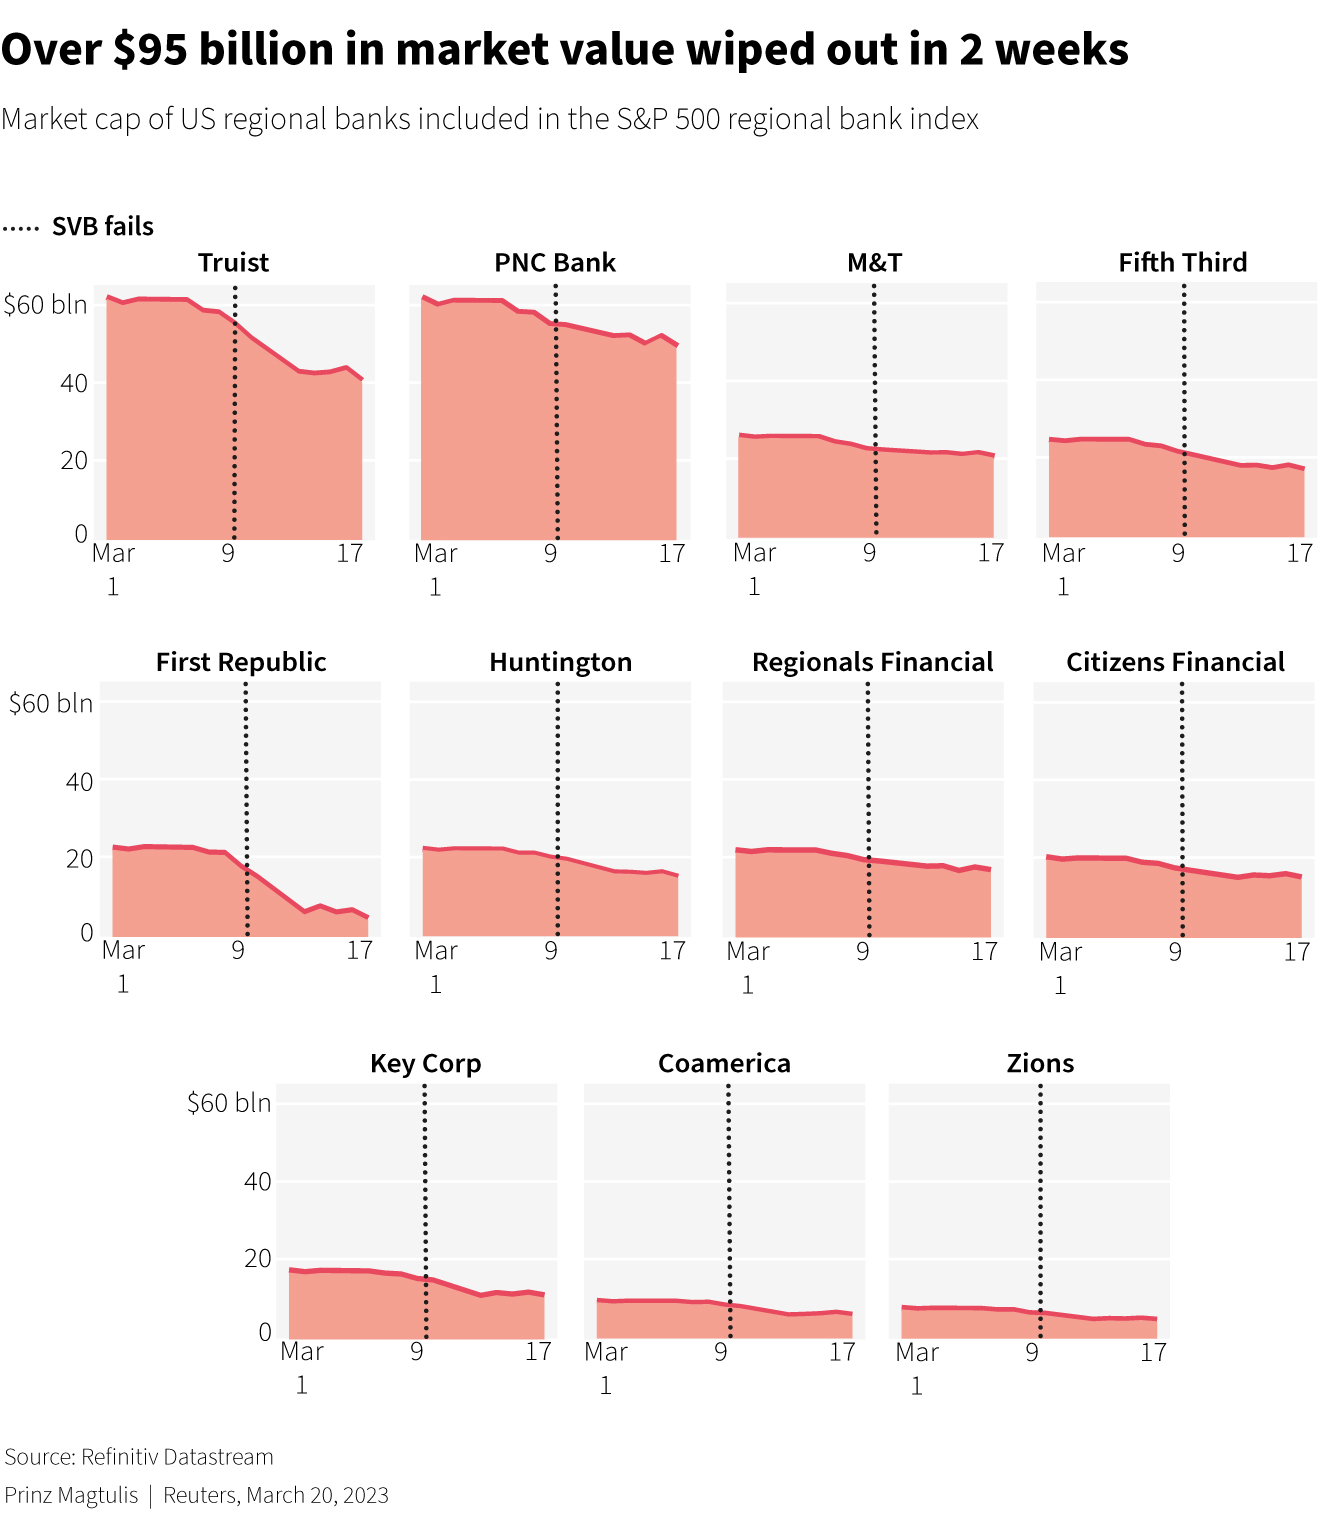 Over $95 billion in market value wiped out in 2 weeks
Market cap of US regional banks included in the S&P 500 regional bank index
SVB fails
Truist
PNC Bank
M&T
Fifth Third
$60 bln
40
20
0
Mar 9 17
1
Mar 9 17
1
Mar 9 17
1
Mar 9 17
1
First Republic
Huntington
Regionals Financial
Citizens Financial
$60 bln
40
20
0
Mar 9 17
1
Mar 9 17
1
Mar 9 17
1
Mar 9 17
1
Key Corp
Coamerica
Zions
$60 bln
40
20
0
Mar 9 17
1
Mar 9 17
1
Mar 9 17
1
Source: Refinitiv Datastream
Prinz Magtulis | Reuters, March 20, 2023